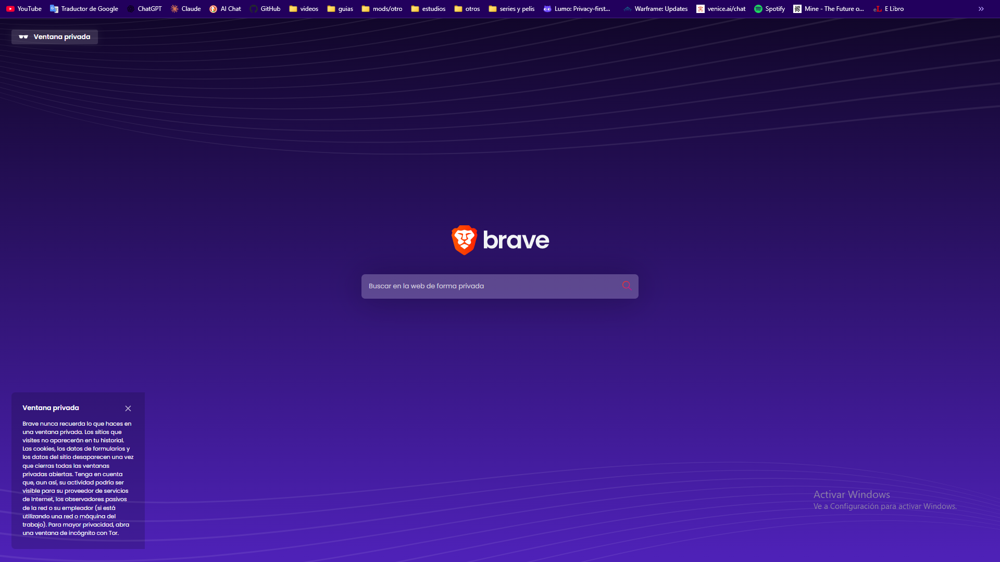 YouTube Traductor de Google ChatGPT Claude AI Chat GitHub videos guias mods/otro estudios otros series y pelis Lumo: Privacy-first... Warframe: Updates venice.ai/chat Spotify Mine - The Future o... eL E Libro
Ventana privada
brave
Buscar en la web de forma privada
Ventana privada
Brave nunca recuerda lo que haces en
una ventana privada. Los sitios que
visites no aparecerán en tu historial.
Las cookies, los datos de formularios y
los datos del sitio desaparecen una vez
que cierras todas las ventanas
privadas abiertas. Tenga en cuenta
que, aun así, su actividad podría ser
visible para su proveedor de servicios
de Internet, los observadores pasivos
de la red o su empleador (si está
utilizando una red o máquina del
trabajo). Para mayor privacidad, abra
una ventana de incógnito con Tor.
Activar Windows
Ve a Configuración para activar Windows.